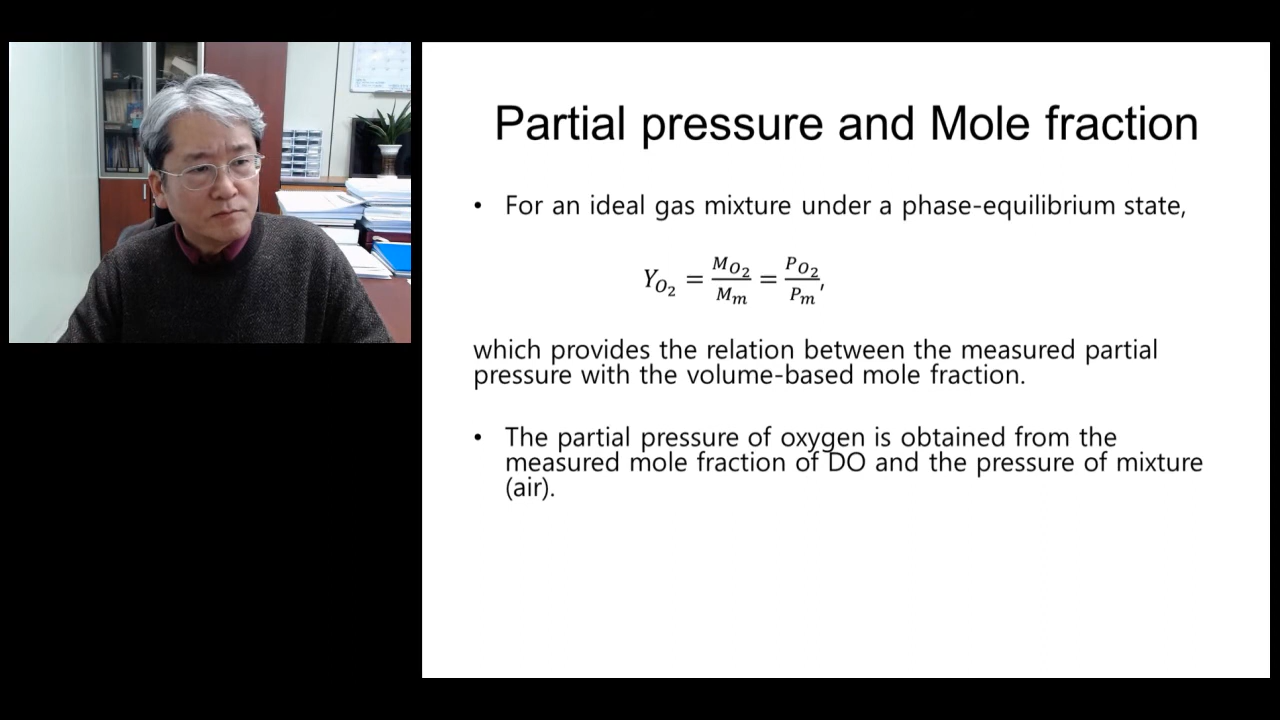 Partial pressure and Mole fraction
• For an ideal gas mixture under a phase-equilibrium state,
Y_{O_2} = \frac{M_{O_2}}{M_m} = \frac{P_{O_2}}{P_m},
which provides the relation between the measured partial
pressure with the volume-based mole fraction.
• The partial pressure of oxygen is obtained from the
measured mole fraction of DO and the pressure of mixture
(air).